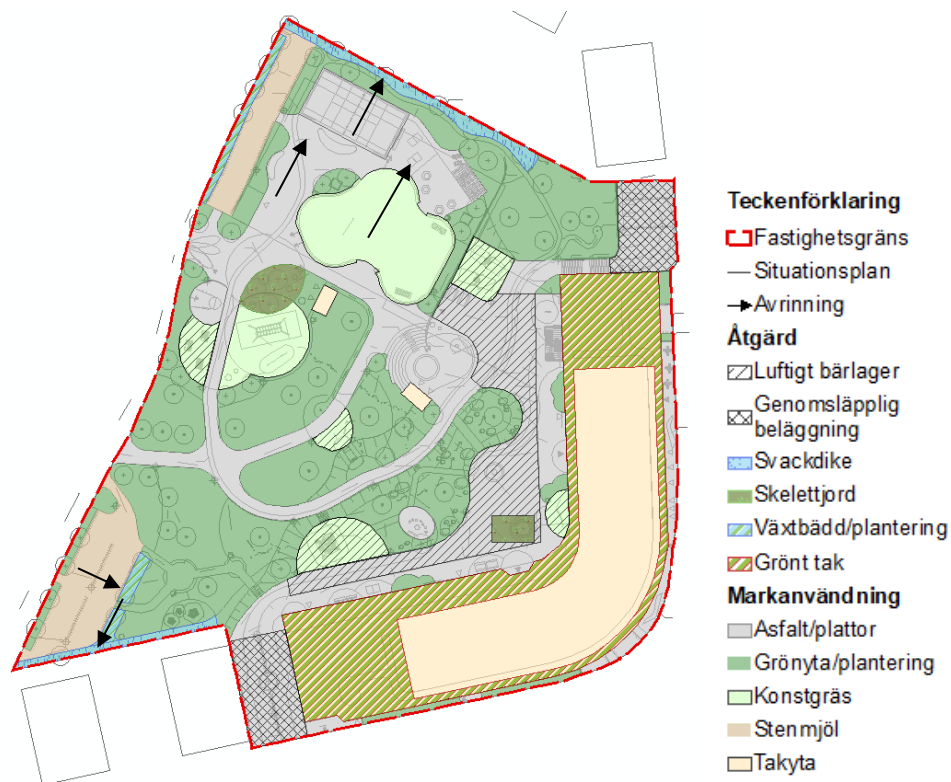 Teckenförklaring
Fastighetsgräns
Situationsplan
Avrinning
Åtgärd
Luftigt bärlager
Genomsläpplig
beläggning
Svackdike
Skelettjord
Växtbädd/plantering
Grönt tak
Markanvändning
Asfalt/plattor
Grönyta/plantering
Konstgräs
Stenmjöl
Takyta